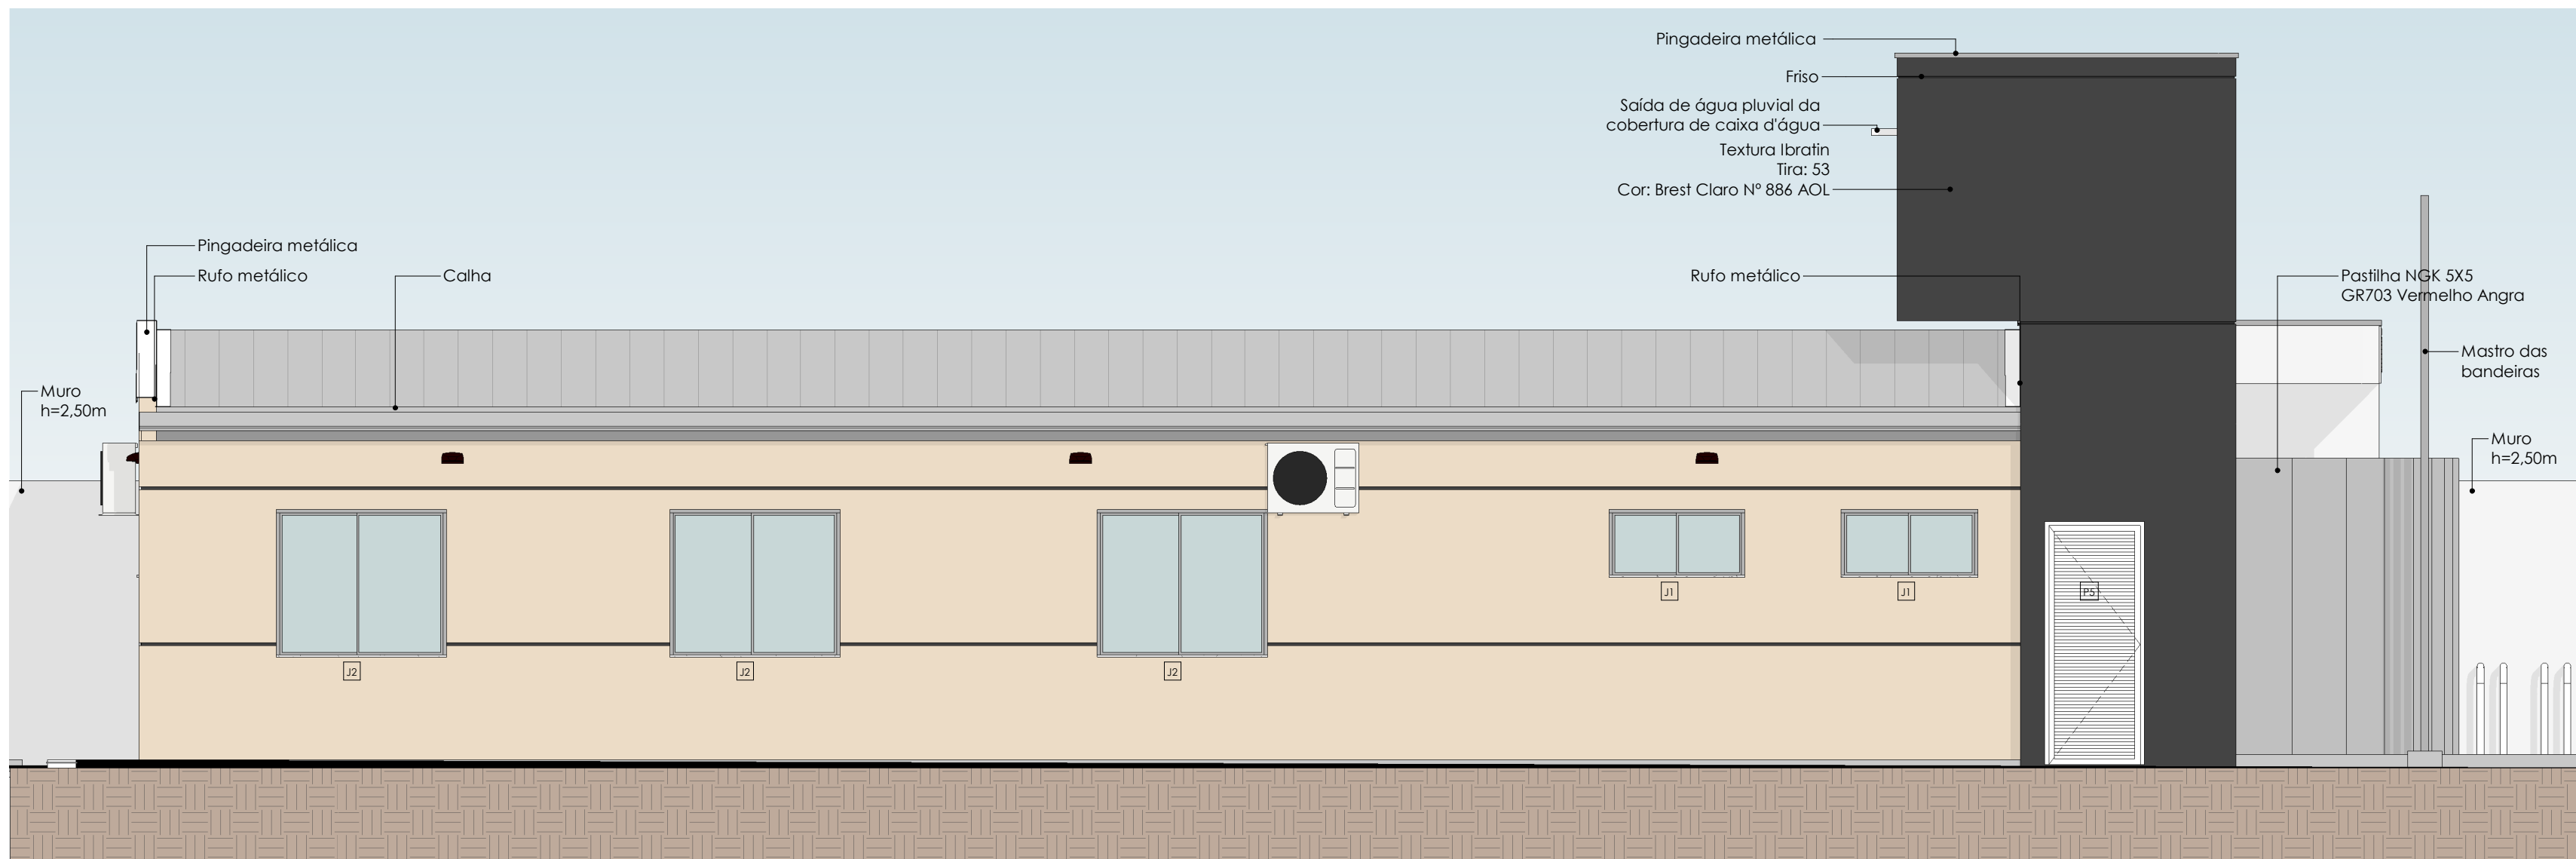 Pingadeira metálica
Friso
Saída de água pluvial da
cobertura de caixa d'água
Textura Ibratin
Tira: 53
Cor: Brest Claro Nº 886 AOL
Pingadeira metálica
Rufo metálico
Calha
Rufo metálico
Pastilha NGK 5X5
GR703 Vermelho Angra
Mastro das
bandeiras
Muro
h=2,50m
Muro
h=2,50m
J1
J1
P5
J2
J2
J2